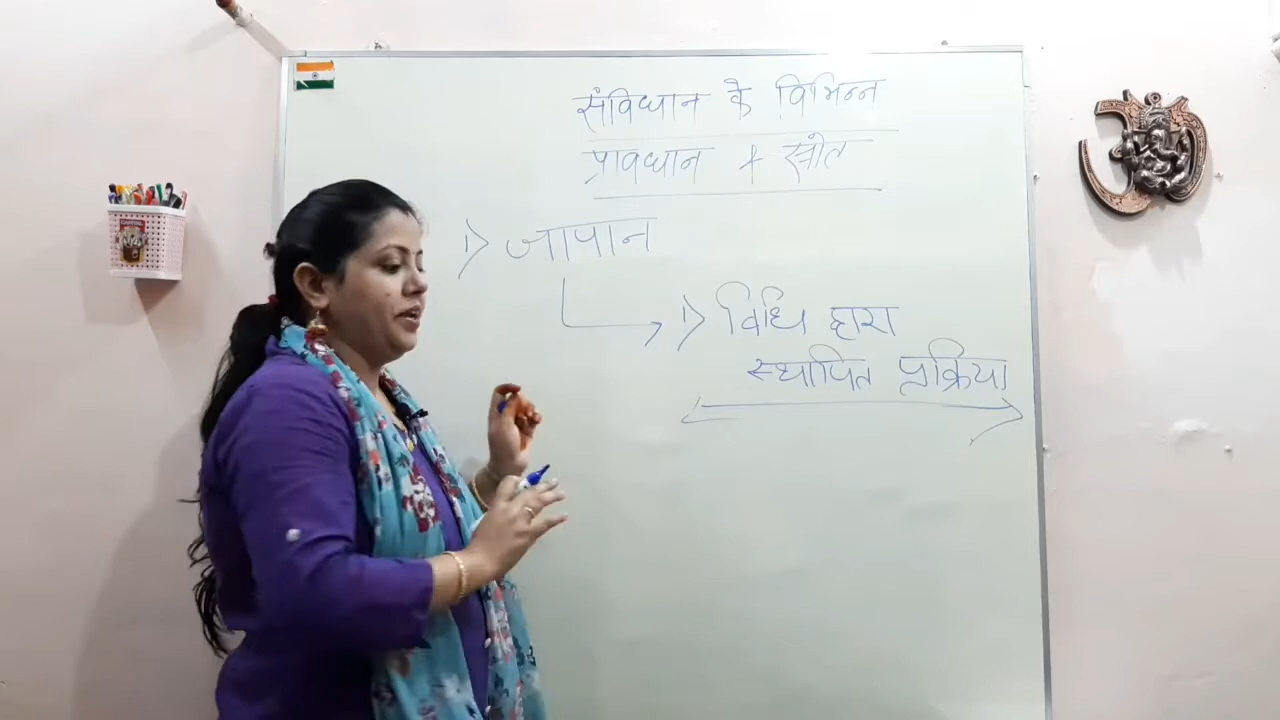 संविधान के विभिन्न
प्रावधान & स्रोत
1) जापान
1) विधि द्वारा
स्थापित प्रक्रिया